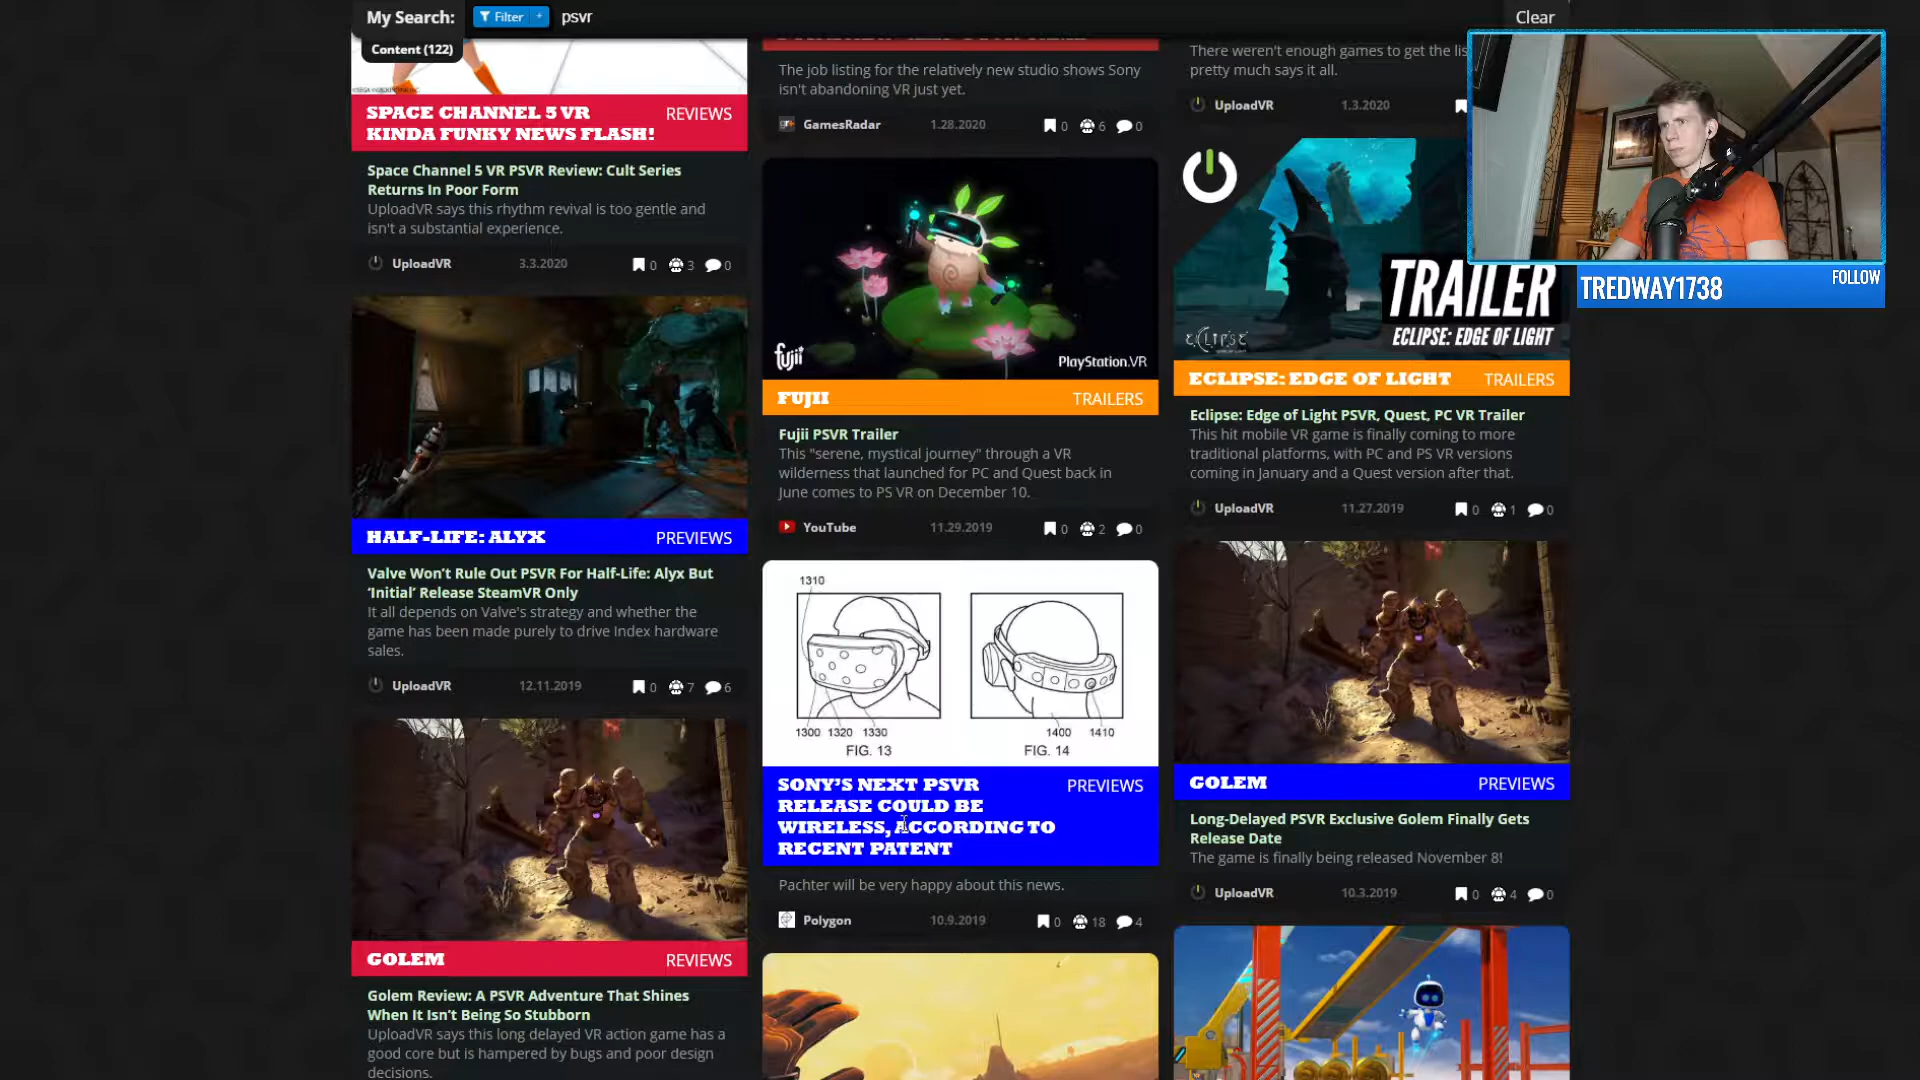 My Search:
Filter +
psvr
Clear
Content (122)
SPACE CHANNEL 5 VR
KINDA FUNKY NEWS FLASH!
REVIEWS
Space Channel 5 VR PSVR Review: Cult Series
Returns In Poor Form
UploadVR says this rhythm revival is too gentle and
isn't a substantial experience.
UploadVR
3.3.2020
0
3
0
HALF-LIFE: ALYX
PREVIEWS
Valve Won't Rule Out PSVR For Half-Life: Alyx But
'Initial' Release SteamVR Only
It all depends on Valve's strategy and whether the
game has been made purely to drive Index hardware
sales.
UploadVR
12.11.2019
0
7
6
GOLEM
REVIEWS
Golem Review: A PSVR Adventure That Shines
When It Isn't Being So Stubborn
UploadVR says this long delayed VR action game has a
good core but is hampered by bugs and poor design
decisions.
The job listing for the relatively new studio shows Sony
isn't abandoning VR just yet.
GamesRadar
1.28.2020
0
6
0
fujii
PlayStation.VR
FUJII
TRAILERS
Fujii PSVR Trailer
This "serene, mystical journey" through a VR
wilderness that launched for PC and Quest back in
June comes to PS VR on December 10.
YouTube
11.29.2019
0
2
0
1310
1300 1320 1330
FIG. 13
1400 1410
FIG. 14
SONY'S NEXT PSVR
RELEASE COULD BE
WIRELESS, ACCORDING TO
RECENT PATENT
PREVIEWS
Pachter will be very happy about this news.
Polygon
10.9.2019
0
18
4
There weren't enough games to get the lis
pretty much says it all.
UploadVR
1.3.2020
TRAILER
ECLIPSE: EDGE OF LIGHT
ECLIPSE
ECLIPSE: EDGE OF LIGHT
TRAILERS
Eclipse: Edge of Light PSVR, Quest, PC VR Trailer
This hit mobile VR game is finally coming to more
traditional platforms, with PC and PS VR versions
coming in January and a Quest version after that.
UploadVR
11.27.2019
0
1
0
GOLEM
PREVIEWS
Long-Delayed PSVR Exclusive Golem Finally Gets
Release Date
The game is finally being released November 8!
UploadVR
10.3.2019
0
4
0
TREDWAY1738
FOLLOW